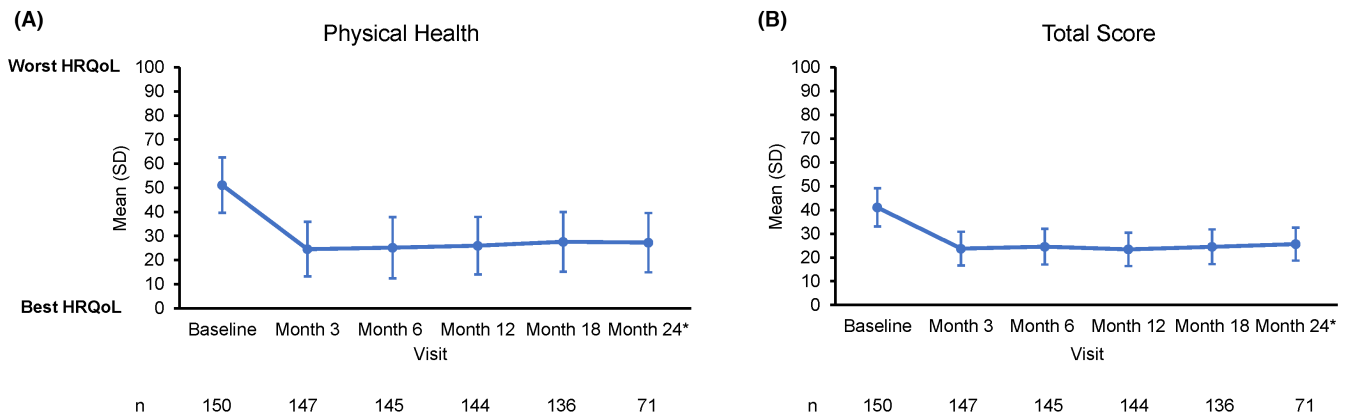 (A)
Physical Health
Worst HRQoL
100
90
80
70
60
50
40
30
20
10
0
Best HRQoL
Mean (SD)
Baseline Month 3 Month 6 Month 12 Month 18 Month 24*
Visit
n 150 147 145 144 136 71
(B)
Total Score
100
90
80
70
60
50
40
30
20
10
0
Mean (SD)
Baseline Month 3 Month 6 Month 12 Month 18 Month 24*
Visit
n 150 147 145 144 136 71